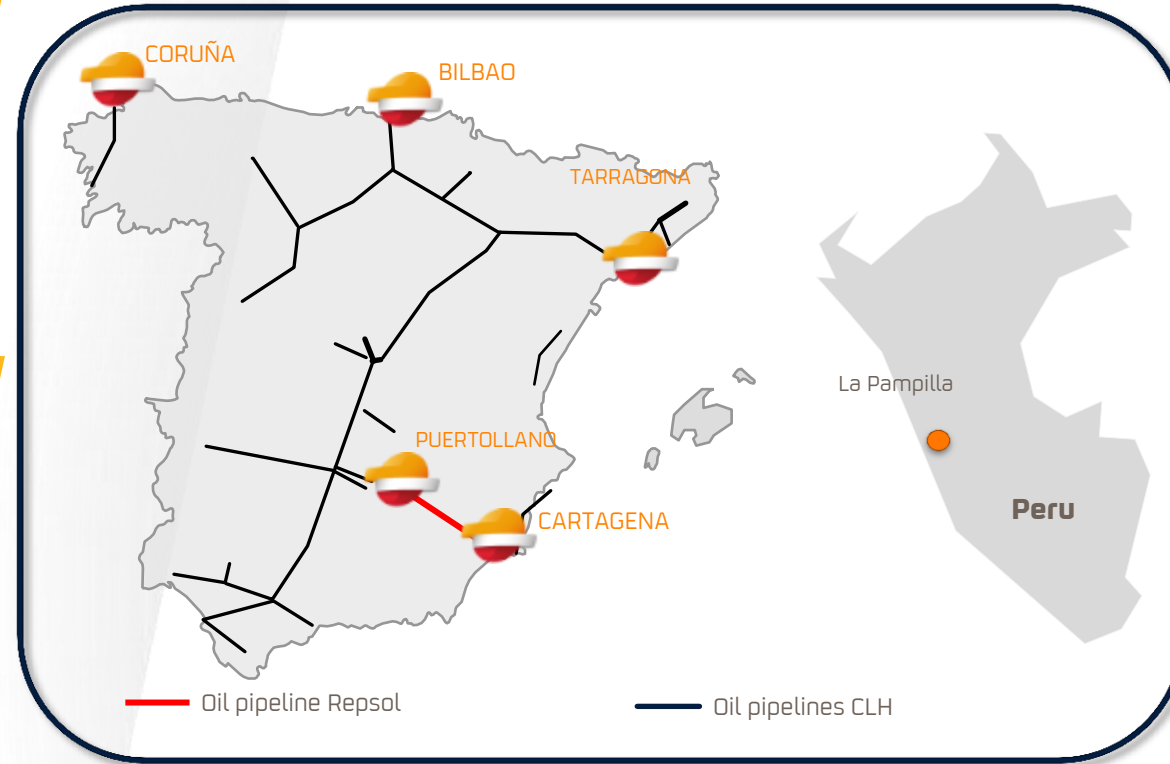 CORUÑA
BILBAO
TARRAGONA
La Pampilla
PUERTOLLANO
Peru
CARTAGENA
Oil pipeline Repsol
Oil pipelines CLH